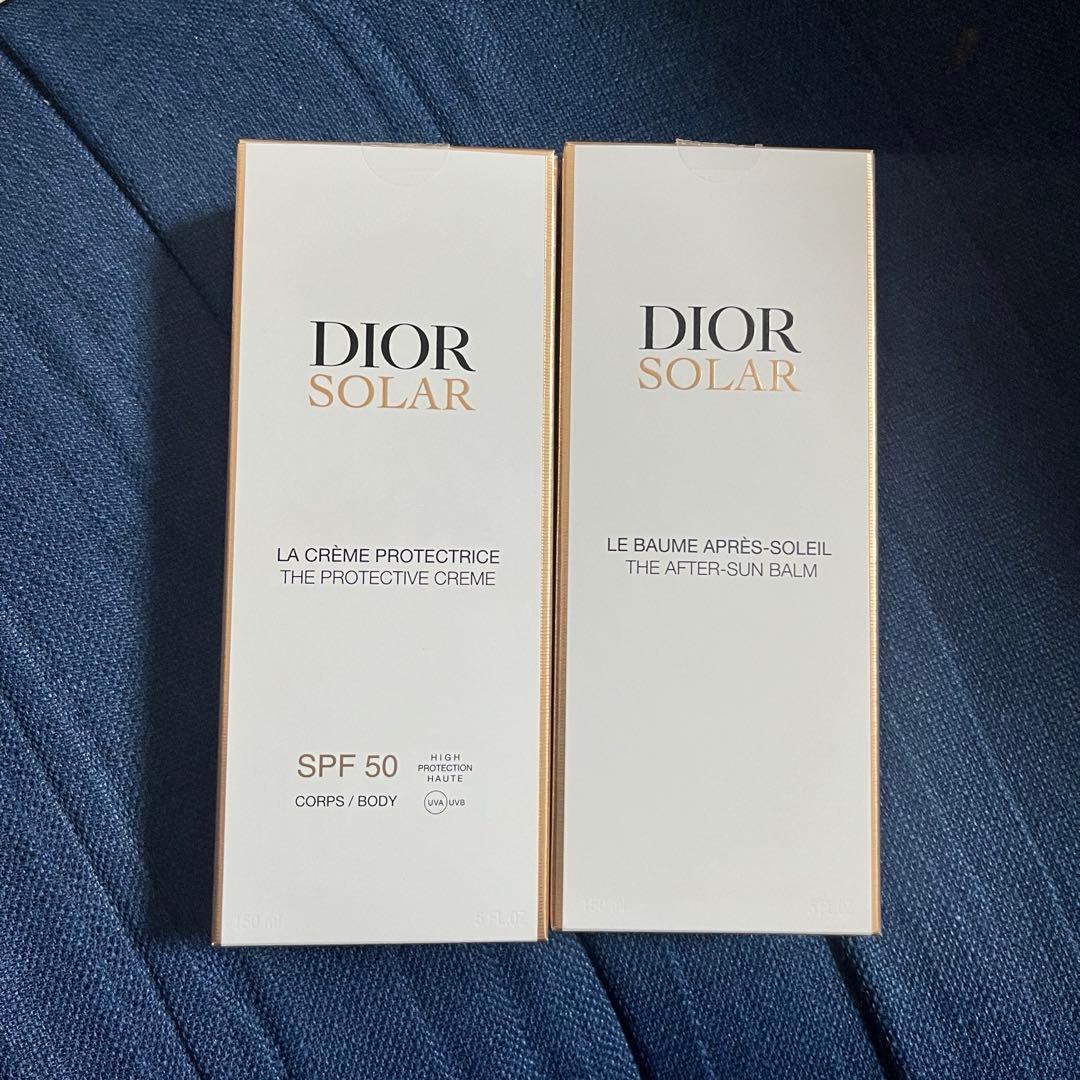 DIOR
SOLAR
LA CRÈME PROTECTRICE
THE PROTECTIVE CREME
SPF 50
HIGH
PROTECTION
HAUTE
CORPS / BODY
UVA UVB
150 ml
5 FL.OZ
DIOR
SOLAR
LE BAUME APRÈS-SOLEIL
THE AFTER-SUN BALM
150 ml
5 FL.OZ